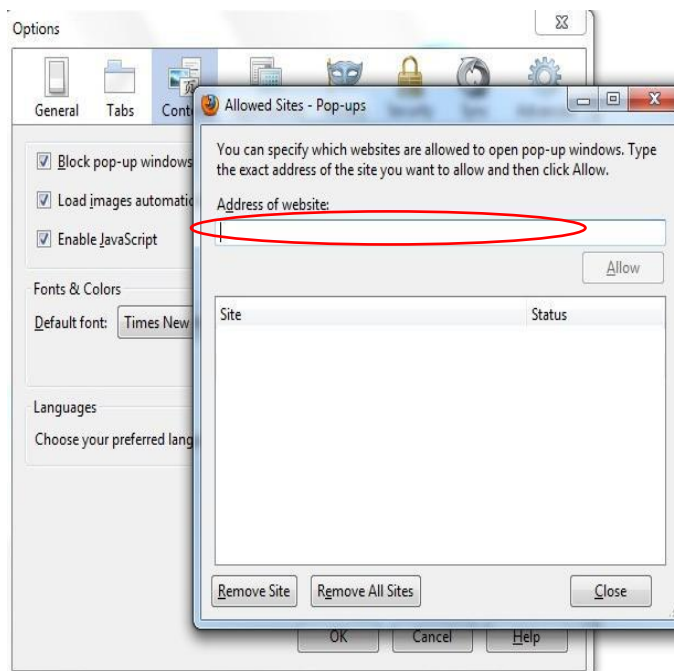 Options
General Tabs Conte
Allowed Sites - Pop-ups
You can specify which websites are allowed to open pop-up windows. Type
the exact address of the site you want to allow and then click Allow.
Address of website:
Allow
Site Status
Remove Site Remove All Sites Close
Block pop-up windows
Load images automatic
Enable JavaScript
Fonts & Colors
Default font: Times New
Languages
Choose your preferred lang
OK Cancel Help